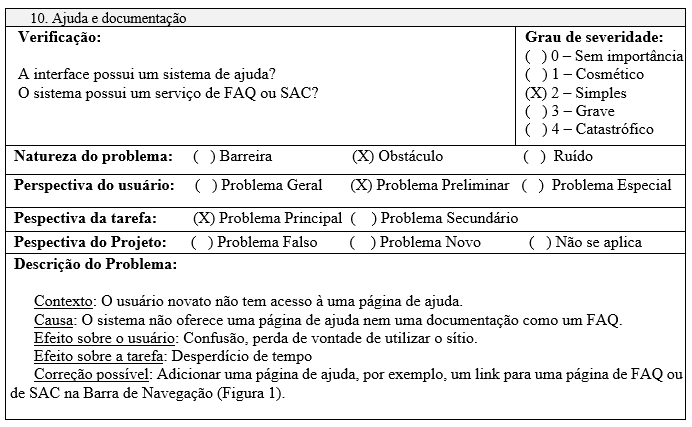 10. Ajuda e documentação
Verificação:
A interface possui um sistema de ajuda?
O sistema possui um serviço de FAQ ou SAC?
Grau de severidade:
( ) 0 – Sem importância
( ) 1 – Cosmético
(X) 2 – Simples
( ) 3 – Grave
( ) 4 – Catastrófico
Natureza do problema: ( ) Barreira (X) Obstáculo ( ) Ruído
Perspectiva do usuário: ( ) Problema Geral (X) Problema Preliminar ( ) Problema Especial
Pespectiva da tarefa: (X) Problema Principal ( ) Problema Secundário
Pespectiva do Projeto: ( ) Problema Falso ( ) Problema Novo ( ) Não se aplica
Descrição do Problema:
Contexto: O usuário novato não tem acesso à uma página de ajuda.
Causa: O sistema não oferece uma página de ajuda nem uma documentação como um FAQ.
Efeito sobre o usuário: Confusão, perda de vontade de utilizar o sítio.
Efeito sobre a tarefa: Desperdício de tempo
Correção possível: Adicionar uma página de ajuda, por exemplo, um link para uma página de FAQ ou
de SAC na Barra de Navegação (Figura 1).